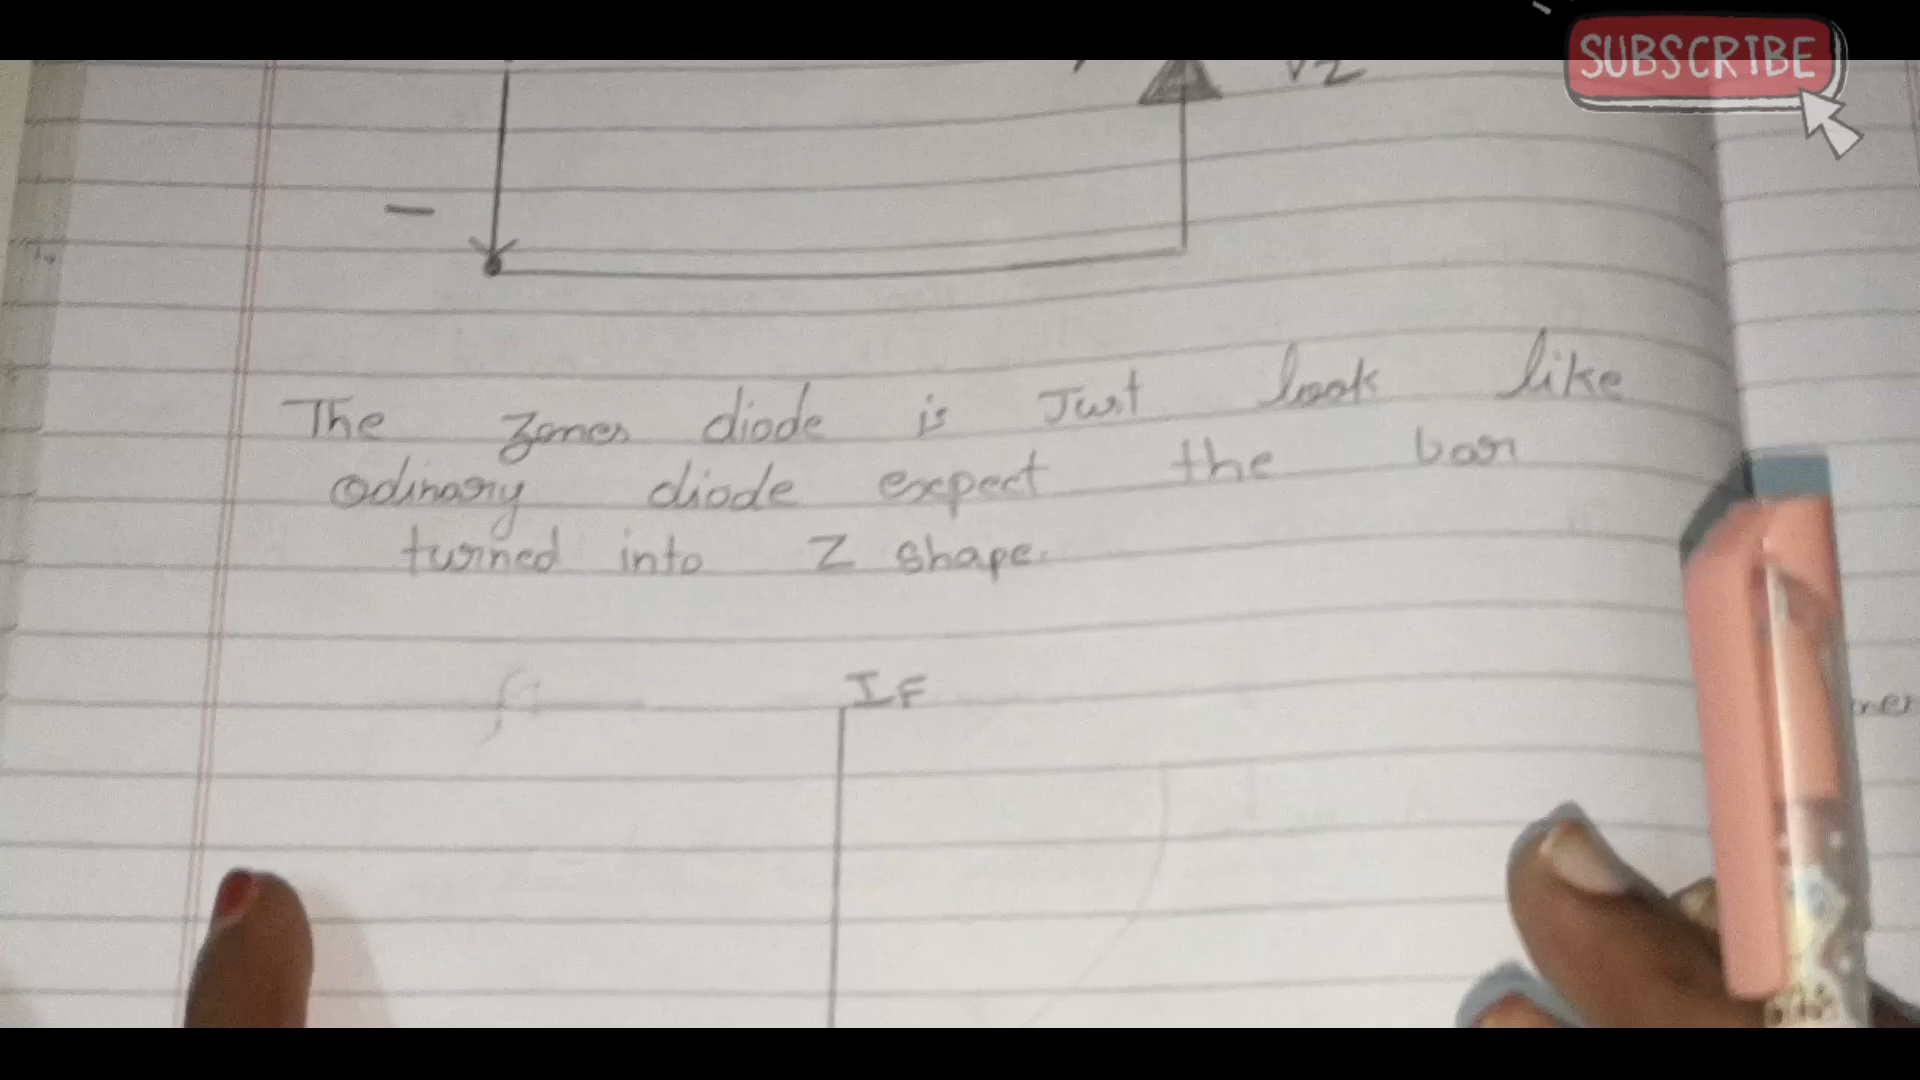 SUBSCRIBE
VZ
The Zener diode is Just look like
odinary diode expect the bar
turned into Z shape.
IF